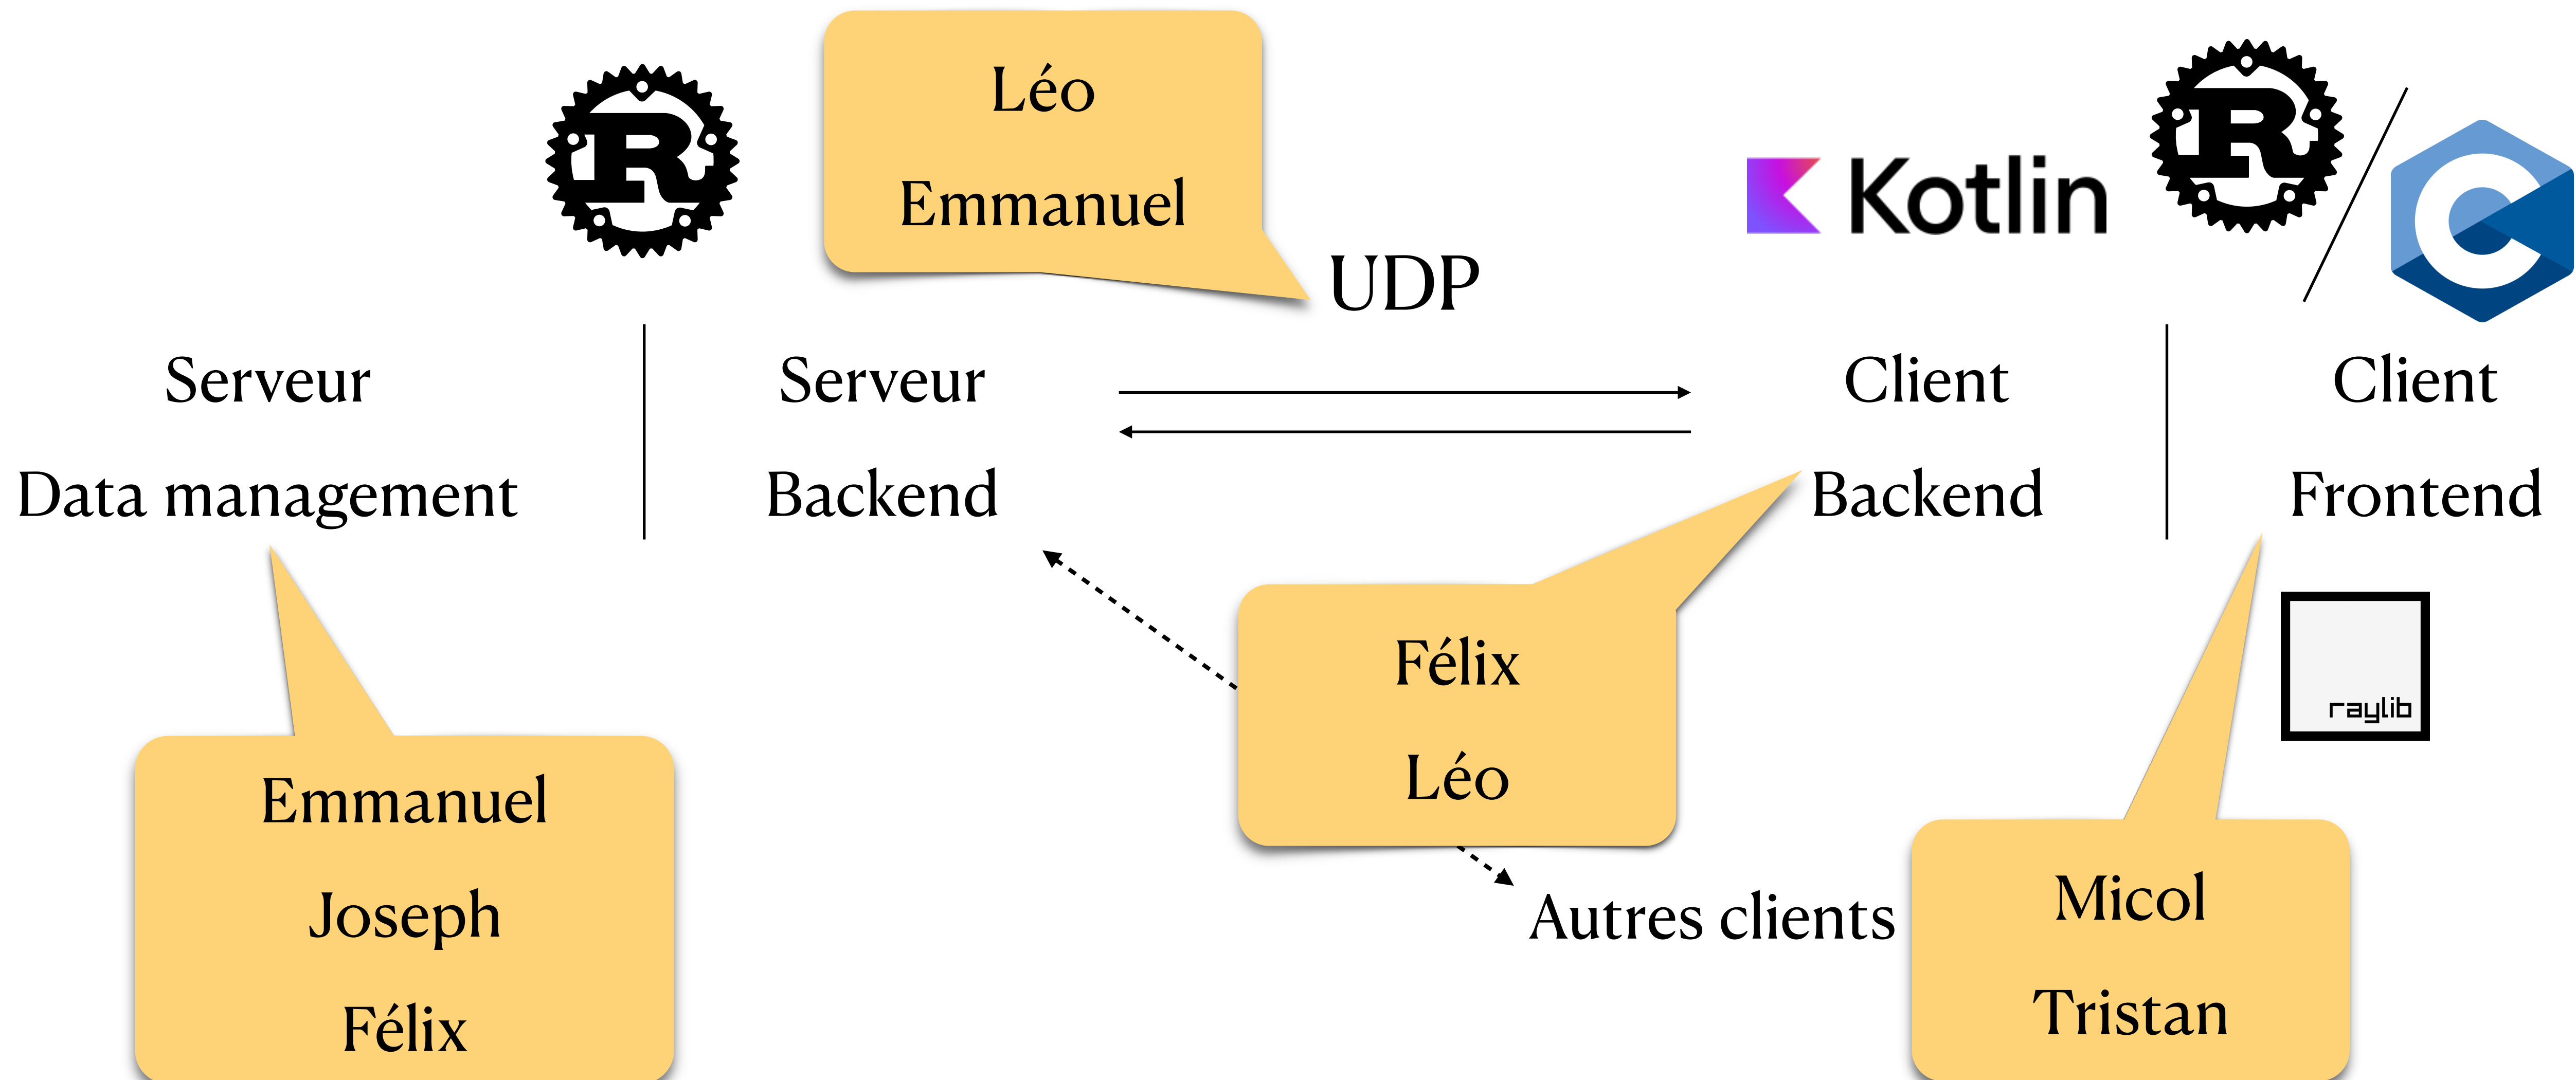 Léo
Emmanuel
UDP
Kotlin
R
R
C
Serveur
Data management
Serveur
Backend
Client
Backend
Client
Frontend
raylib
Félix
Léo
Autres clients
Emmanuel
Joseph
Félix
Micol
Tristan